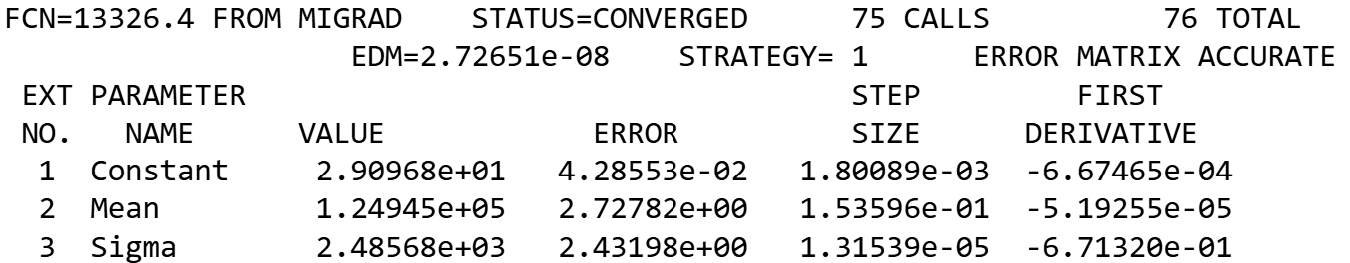 FCN=13326.4 FROM MIGRAD    STATUS=CONVERGED      75 CALLS          76 TOTAL
                    EDM=2.72651e-08    STRATEGY= 1      ERROR MATRIX ACCURATE
 EXT PARAMETER                                   STEP         FIRST
 NO.   NAME      VALUE            ERROR          SIZE      DERIVATIVE
  1  Constant     2.90968e+01   4.28553e-02   1.80089e-03  -6.67465e-04
  2  Mean         1.24945e+05   2.72782e+00   1.53596e-01  -5.19255e-05
  3  Sigma        2.48568e+03   2.43198e+00   1.31539e-05  -6.71320e-01